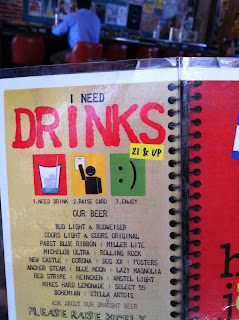 I NEED
DRINKS
21 & UP
1. NEED DRINK 2. RAISE CARD 3. ENJOY
OUR BEER
BUD LIGHT & BUDWEISER
COORS LIGHT & COORS ORIGINAL
PABST BLUE RIBBON | MILLER LITE
MICHELOB ULTRA | ROLLING ROCK
NEW CASTLE | CORONA | DOS XX | FOSTERS
ANCHOR STEAM | BLUE MOON | LAZY MAGNOLIA
RED STRIPE | HEINEKEN | AMSTEL LIGHT
MIKES HARD LEMONADE | SELECT 55
BOHEMIAN | STELLA ARTOIS
ASK ABOUT OUR DRAUGHT BEER
PLEASE RAISE NICELY